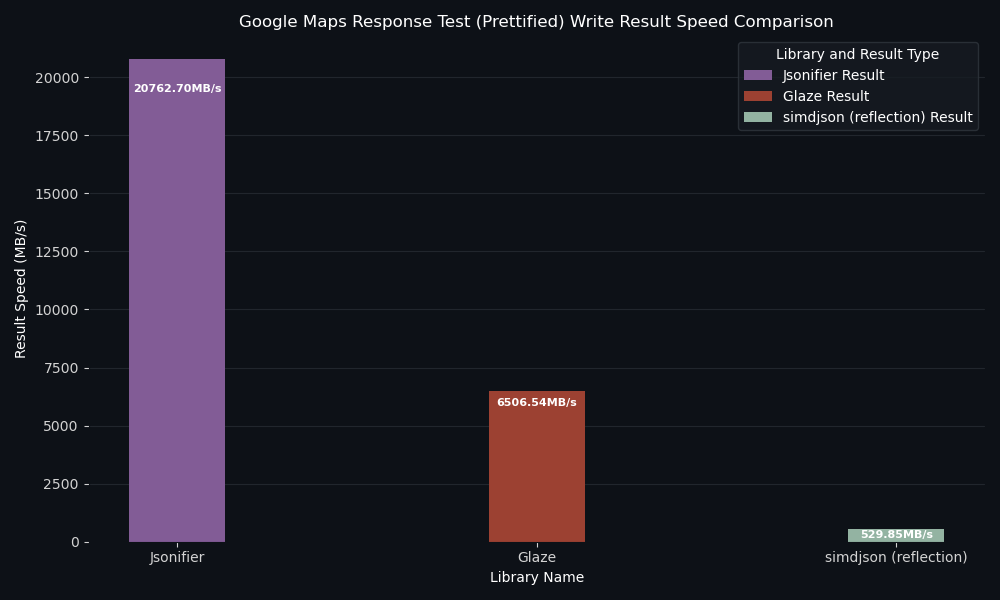 Google Maps Response Test (Prettified) Write Result Speed Comparison
Library and Result Type
Jsonifier Result
Glaze Result
simdjson (reflection) Result
Result Speed (MB/s)
20000
17500
15000
12500
10000
7500
5000
2500
0
20762.70MB/s
6506.54MB/s
529.85MB/s
Jsonifier
Glaze
simdjson (reflection)
Library Name